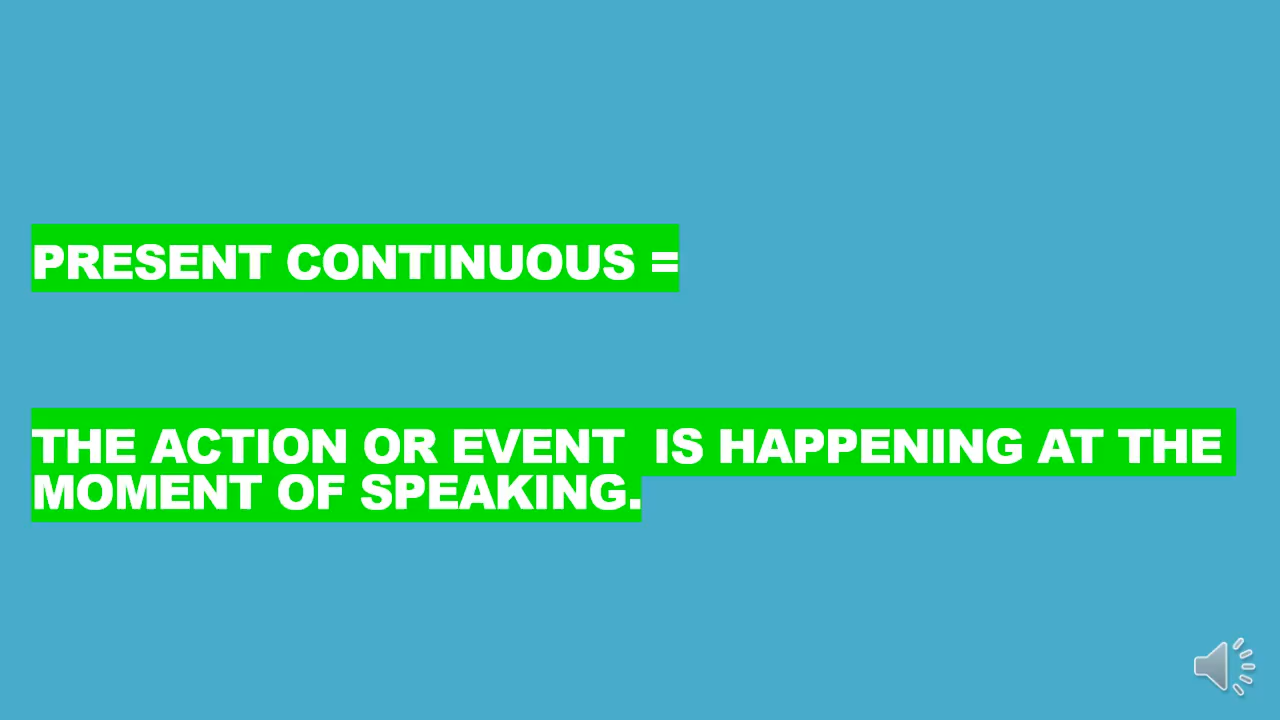 PRESENT CONTINUOUS =
THE ACTION OR EVENT  IS HAPPENING AT THE
MOMENT OF SPEAKING.